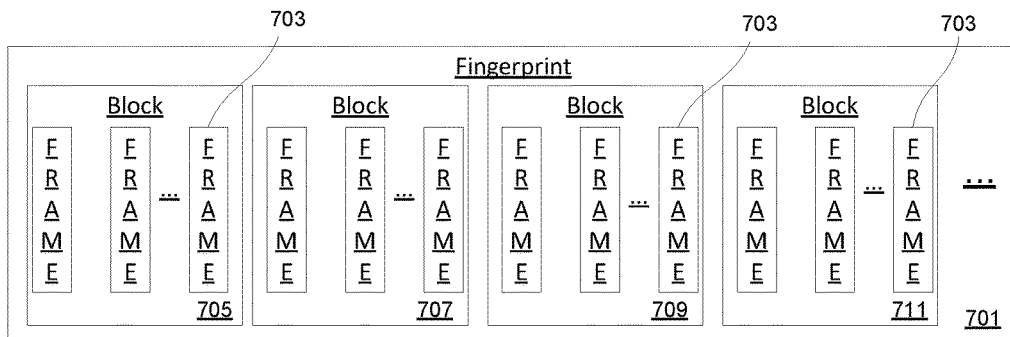 703 703 703
Fingerprint
Block Block Block Block
F F F F F F F F F F F F
R R R R R R R R R R R R
A A ... A A A ... A A A ... A A A ... A ...
M M M M M M M M M M M M
E E E E E E E E E E E E
705 707 709 711 701